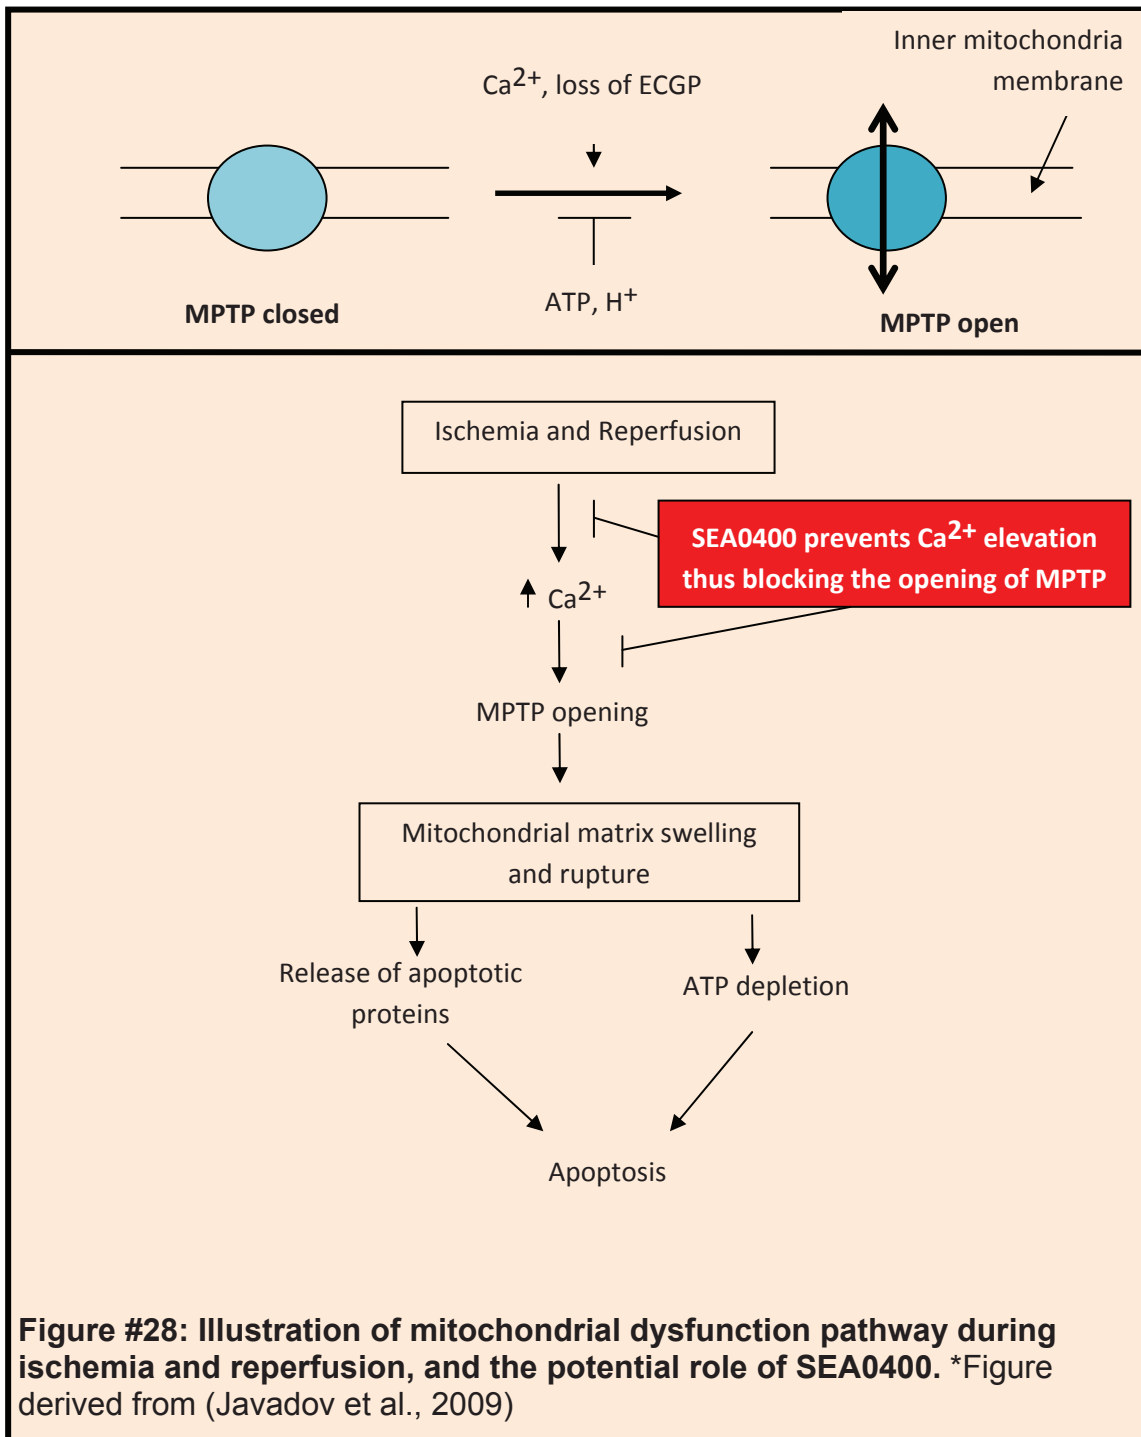 Inner mitochondria
membrane
Ca²⁺, loss of ECGP
ATP, H⁺
MPTP closed
MPTP open
Ischemia and Reperfusion
SEA0400 prevents Ca²⁺ elevation
thus blocking the opening of MPTP
Ca²⁺
MPTP opening
Mitochondrial matrix swelling
and rupture
Release of apoptotic
proteins
ATP depletion
Apoptosis
Figure #28: Illustration of mitochondrial dysfunction pathway during
ischemia and reperfusion, and the potential role of SEA0400. *Figure
derived from (Javadov et al., 2009)